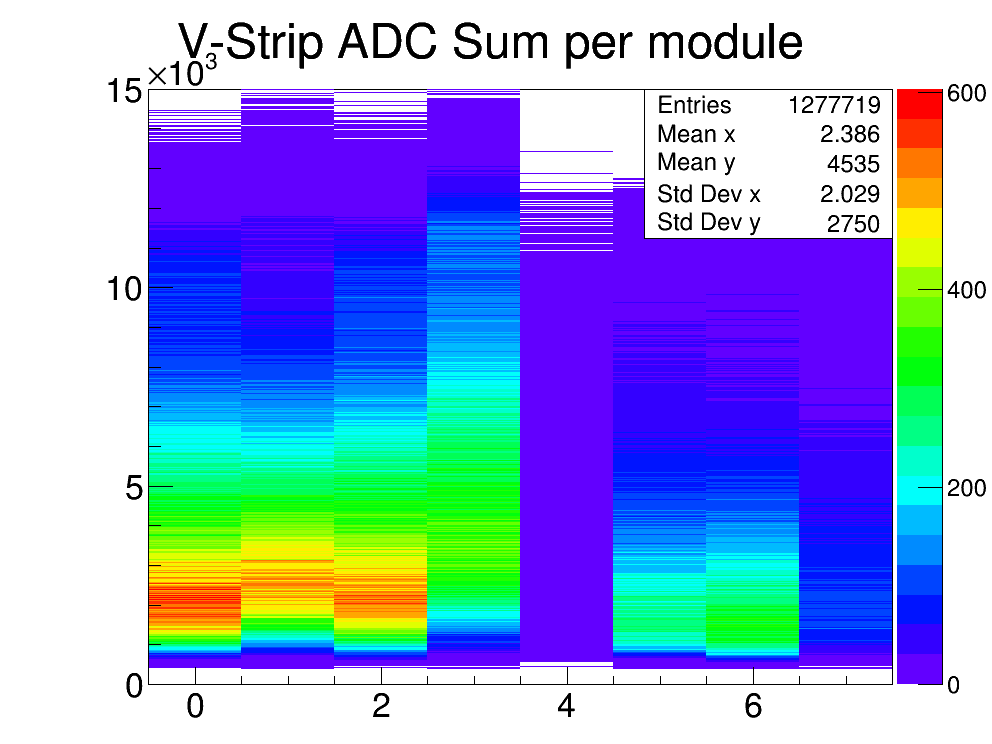 V-Strip ADC Sum per module
×10³
15
10
5
0
0 2 4 6
Entries 1277719
Mean x 2.386
Mean y 4535
Std Dev x 2.029
Std Dev y 2750
600
400
200
0